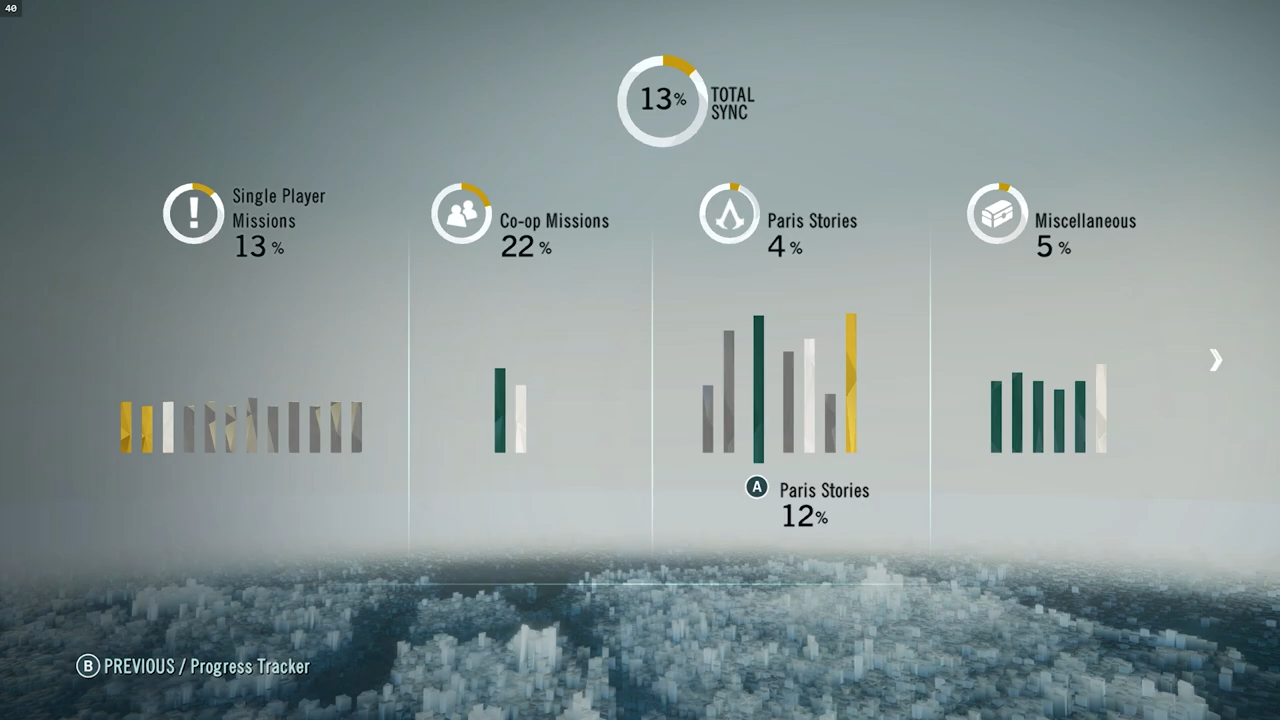 40
13%
TOTAL
SYNC
Single Player
Missions
13 %
Co-op Missions
22 %
Paris Stories
4 %
Miscellaneous
5 %
A Paris Stories
12%
B PREVIOUS / Progress Tracker